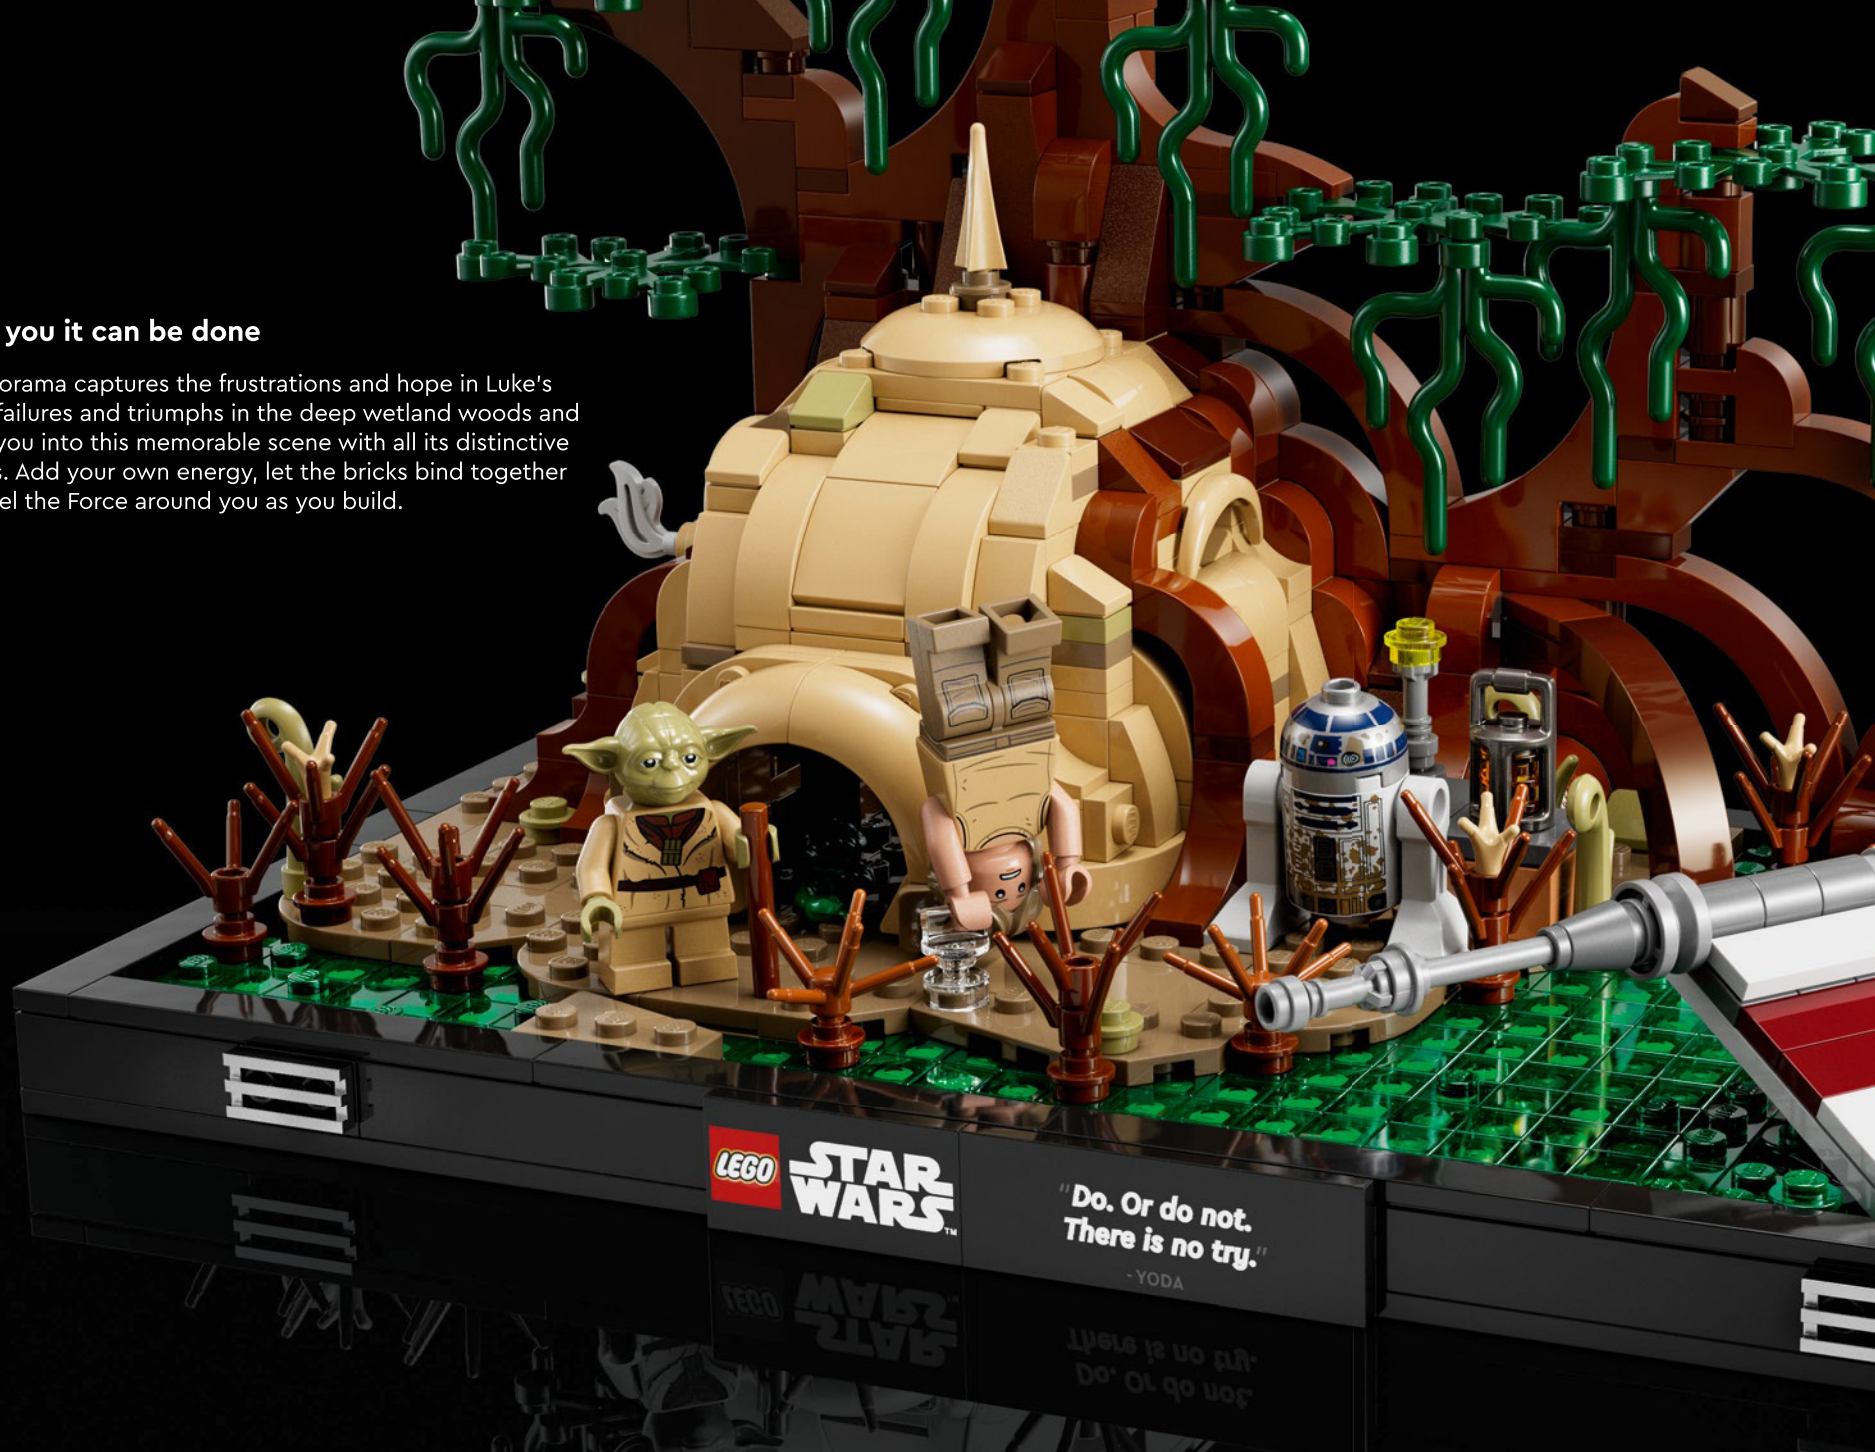 you it can be done
orama captures the frustrations and hope in Luke's
failures and triumphs in the deep wetland woods and
you into this memorable scene with all its distinctive
s. Add your own energy, let the bricks bind together
el the Force around you as you build.
LEGO STAR
WARS™
"Do. Or do not.
There is no try."
- YODA